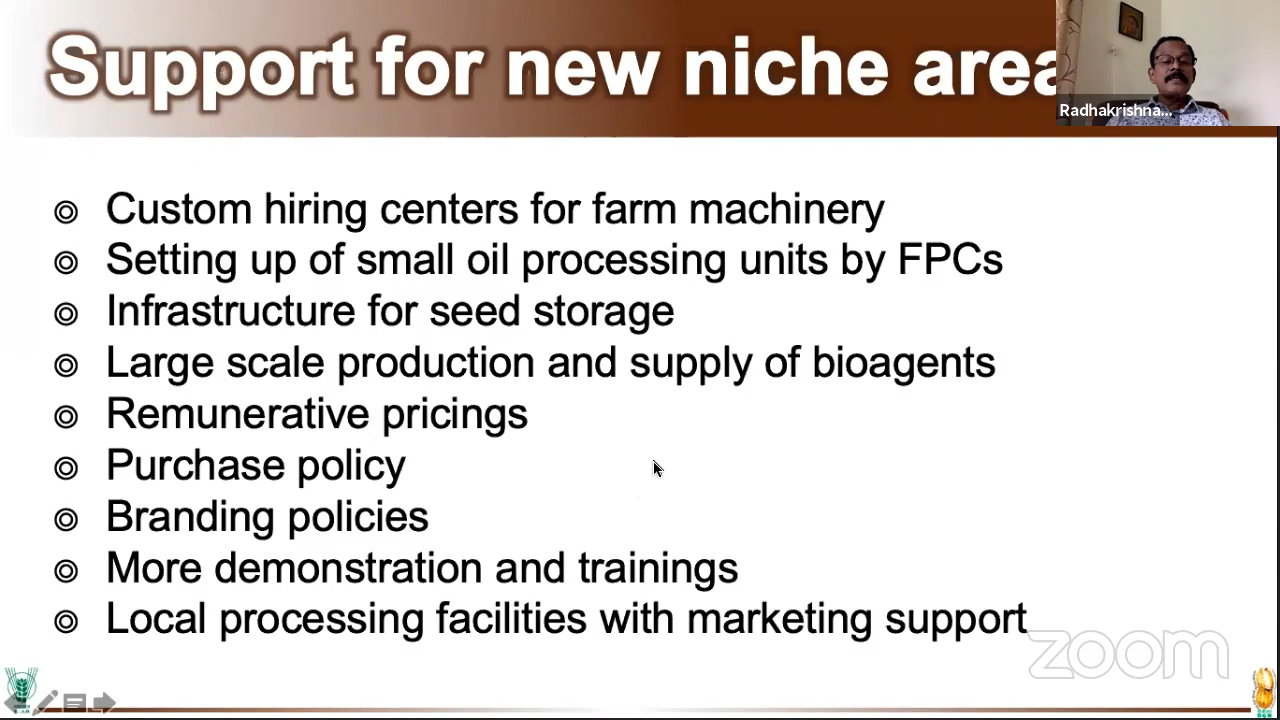 Support for new niche area
Radhakrishna...
◎ Custom hiring centers for farm machinery
◎ Setting up of small oil processing units by FPCs
◎ Infrastructure for seed storage
◎ Large scale production and supply of bioagents
◎ Remunerative pricings
◎ Purchase policy
◎ Branding policies
◎ More demonstration and trainings
◎ Local processing facilities with marketing support
zoom